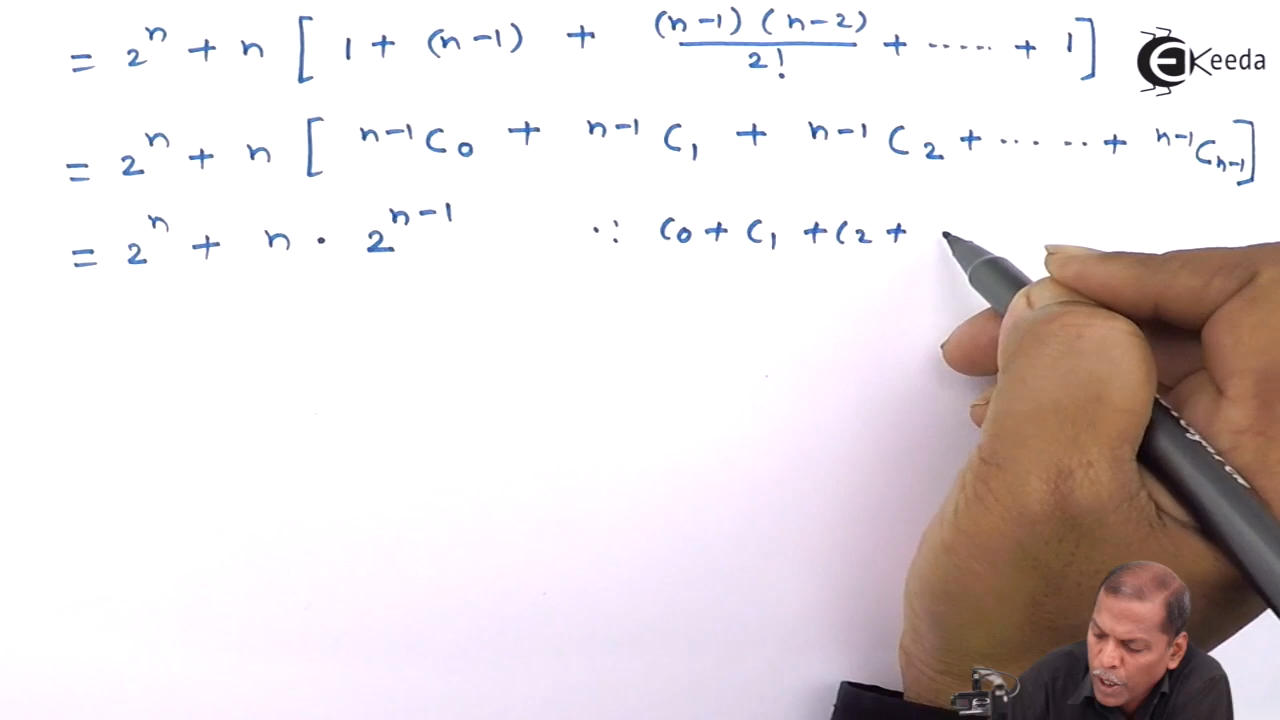 = 2^n + n [ 1 + (n-1) + (n-1)(n-2)/2! + ..... + 1 ]
EKeeda
= 2^n + n [ n-1C0 + n-1C1 + n-1C2 + ...... + n-1Cn-1 ]
= 2^n + n · 2^(n-1) ∵ C0 + C1 + C2 +